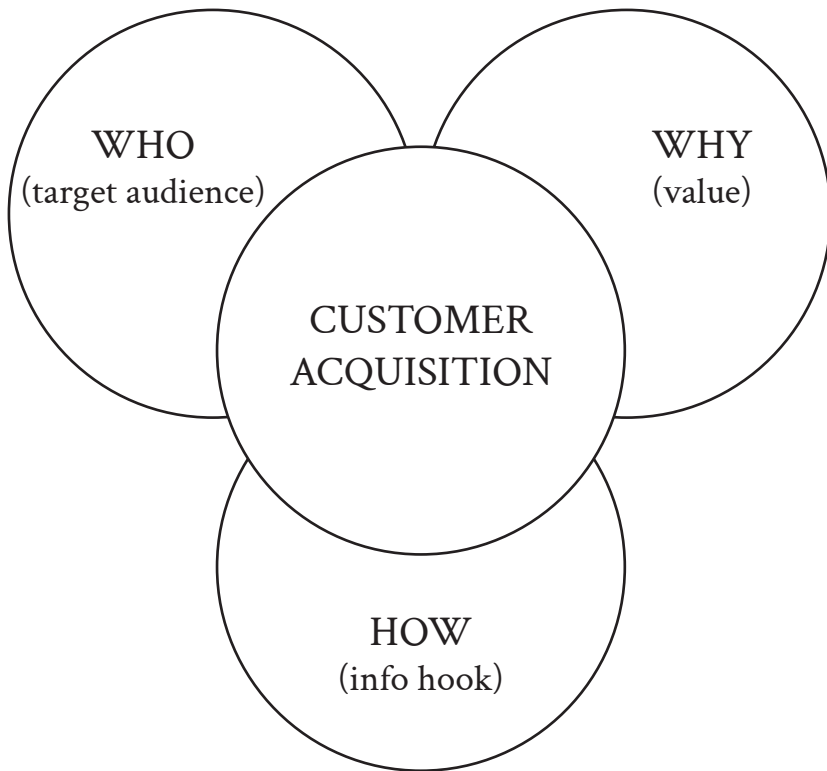 WHO
(target audience)
WHY
(value)
CUSTOMER
ACQUISITION
HOW
(info hook)